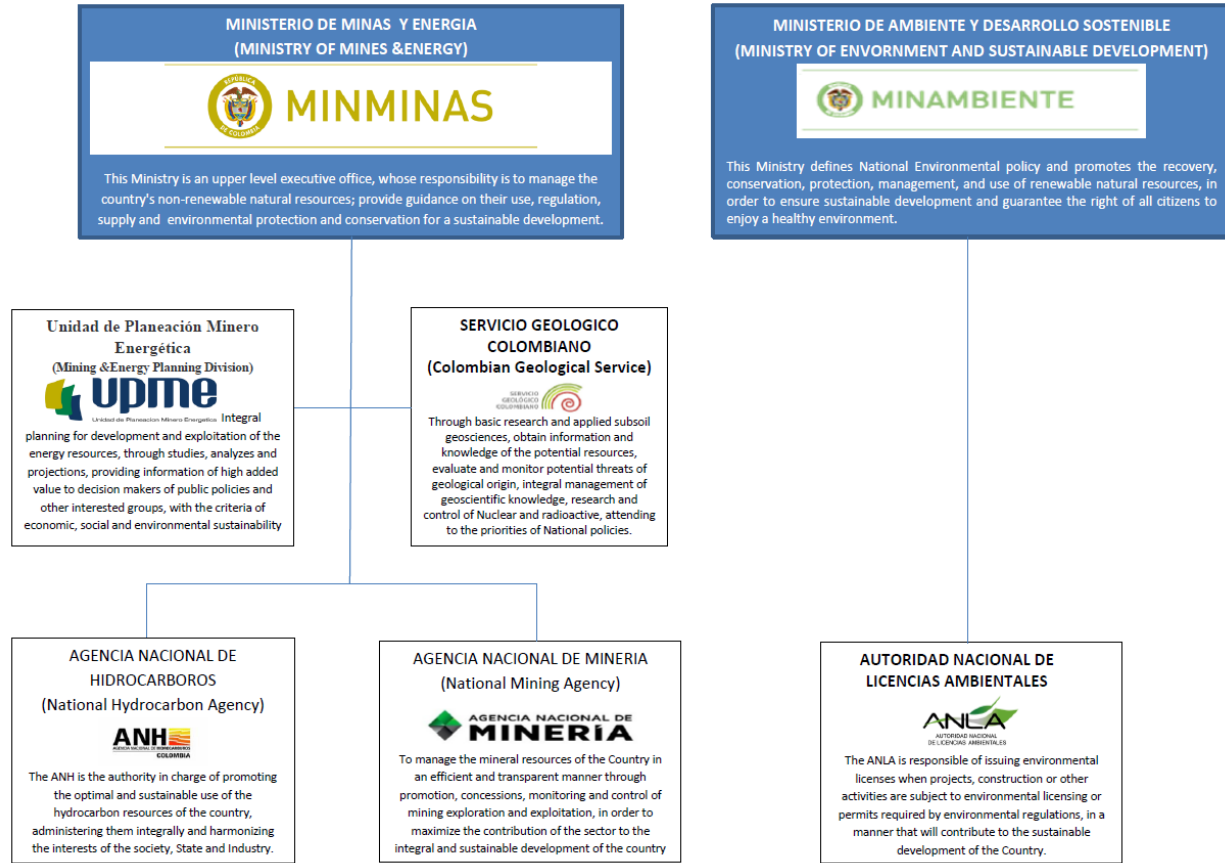 MINISTERIO DE MINAS Y ENERGIA
(MINISTRY OF MINES &ENERGY)
REPÚBLICA
DE COLOMBIA
MINMINAS
This Ministry is an upper level executive office, whose responsibility is to manage the
country's non-renewable natural resources; provide guidance on their use, regulation,
supply and environmental protection and conservation for a sustainable development.
MINISTERIO DE AMBIENTE Y DESARROLLO SOSTENIBLE
(MINISTRY OF ENVORNMENT AND SUSTAINABLE DEVELOPMENT)
MINAMBIENTE
This Ministry defines National Environmental policy and promotes the recovery,
conservation, protection, management, and use of renewable natural resources, in
order to ensure sustainable development and guarantee the right of all citizens to
enjoy a healthy environment.
Unidad de Planeación Minero
Energética
(Mining &Energy Planning Division)
upme
Unidad de Planeacion Minero Energetica Integral
planning for development and exploitation of the
energy resources, through studies, analyzes and
projections, providing information of high added
value to decision makers of public policies and
other interested groups, with the criteria of
economic, social and environmental sustainability
SERVICIO GEOLOGICO
COLOMBIANO
(Colombian Geological Service)
SERVICIO
GEOLÓGICO
COLOMBIANO
Through basic research and applied subsoil
geosciences, obtain information and
knowledge of the potential resources,
evaluate and monitor potential threats of
geological origin, integral management of
geoscientific knowledge, research and
control of Nuclear and radioactive, attending
to the priorities of National policies.
AGENCIA NACIONAL DE
HIDROCARBOROS
(National Hydrocarbon Agency)
ANH
AGENCIA NACIONAL DE HIDROCARBUROS
COLOMBIA
The ANH is the authority in charge of promoting
the optimal and sustainable use of the
hydrocarbon resources of the country,
administering them integrally and harmonizing
the interests of the society, State and Industry.
AGENCIA NACIONAL DE MINERIA
(National Mining Agency)
AGENCIA NACIONAL DE
MINERÍA
To manage the mineral resources of the Country in
an efficient and transparent manner through
promotion, concessions, monitoring and control of
mining exploration and exploitation, in order to
maximize the contribution of the sector to the
integral and sustainable development of the country
AUTORIDAD NACIONAL DE
LICENCIAS AMBIENTALES
ANLA
AUTORIDAD NACIONAL
DE LICENCIAS AMBIENTALES
The ANLA is responsible of issuing environmental
licenses when projects, construction or other
activities are subject to environmental licensing or
permits required by environmental regulations, in a
manner that will contribute to the sustainable
development of the Country.